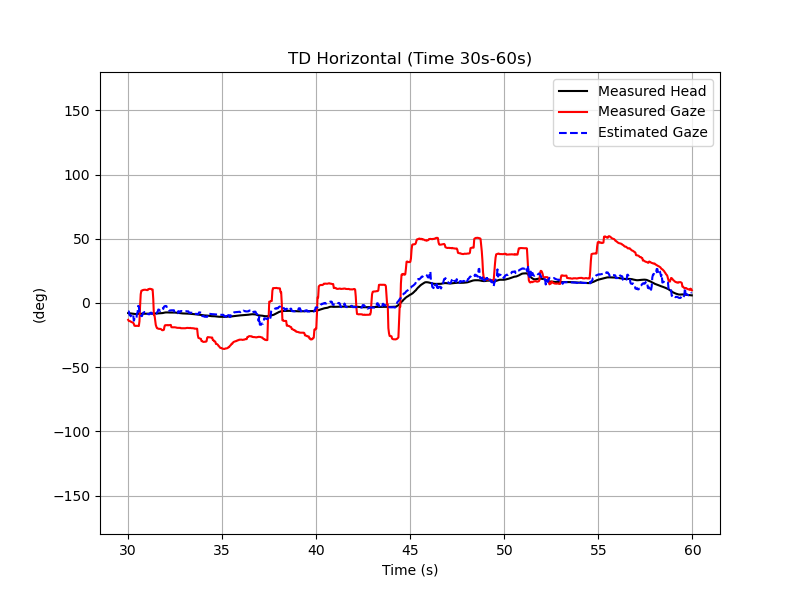 TD Horizontal (Time 30s-60s)
Measured Head
Measured Gaze
Estimated Gaze
150
100
50
0
−50
−100
−150
(deg)
30 35 40 45 50 55 60
Time (s)